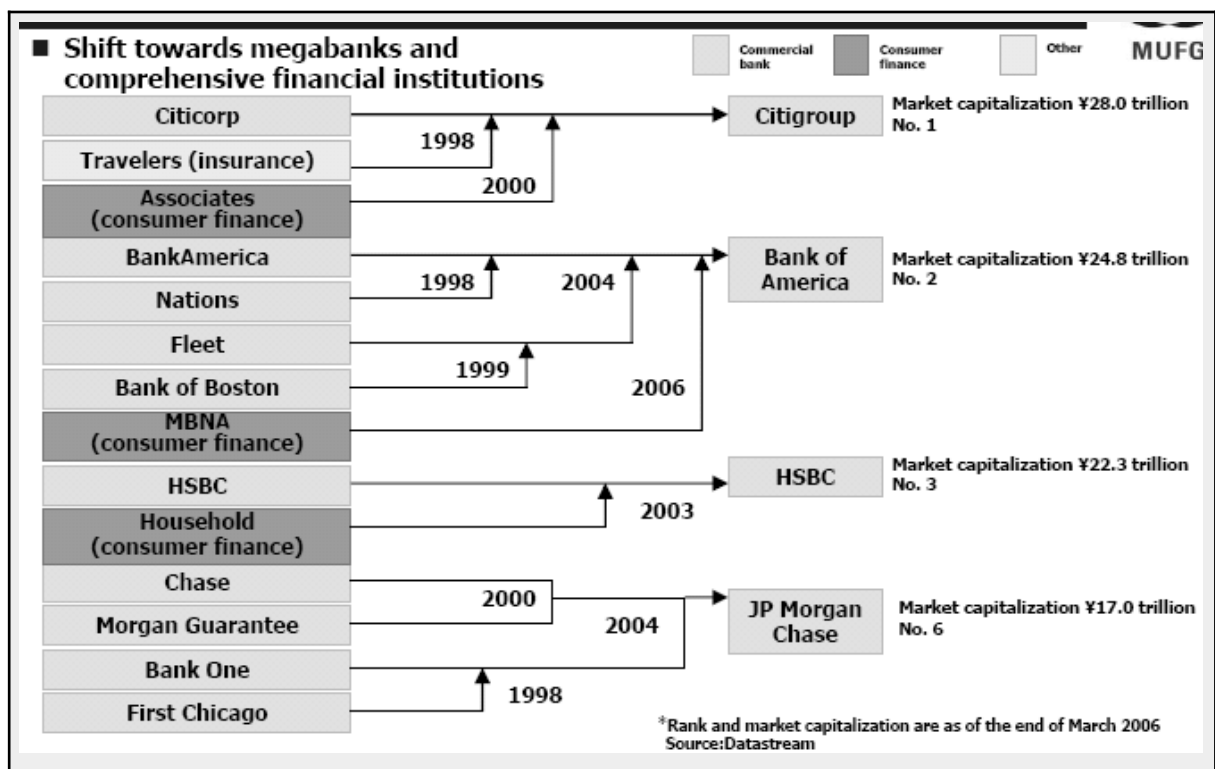 ■ Shift towards megabanks and
comprehensive financial institutions
Commercial
bank
Consumer
finance
Other
MUFG
Citicorp
Travelers (insurance)
Associates
(consumer finance)
BankAmerica
Nations
Fleet
Bank of Boston
MBNA
(consumer finance)
HSBC
Household
(consumer finance)
Chase
Morgan Guarantee
Bank One
First Chicago
1998
2000
1998
2004
1999
2006
2003
2000
2004
1998
Citigroup
Market capitalization ¥28.0 trillion
No. 1
Bank of
America
Market capitalization ¥24.8 trillion
No. 2
HSBC
Market capitalization ¥22.3 trillion
No. 3
JP Morgan
Chase
Market capitalization ¥17.0 trillion
No. 6
*Rank and market capitalization are as of the end of March 2006
Source:Datastream